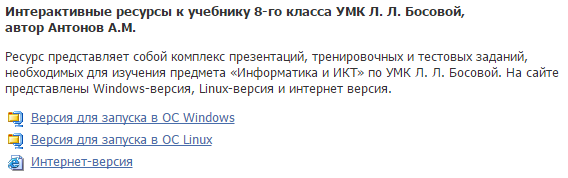 Интерактивные ресурсы к учебнику 8-го класса УМК Л. Л. Босовой,
автор Антонов А.М.
Ресурс представляет собой комплекс презентаций, тренировочных и тестовых заданий,
необходимых для изучения предмета «Информатика и ИКТ» по УМК Л. Л. Босовой. На сайте
представлены Windows-версия, Linux-версия и интернет версия.
Версия для запуска в ОС Windows
Версия для запуска в ОС Linux
Интернет-версия